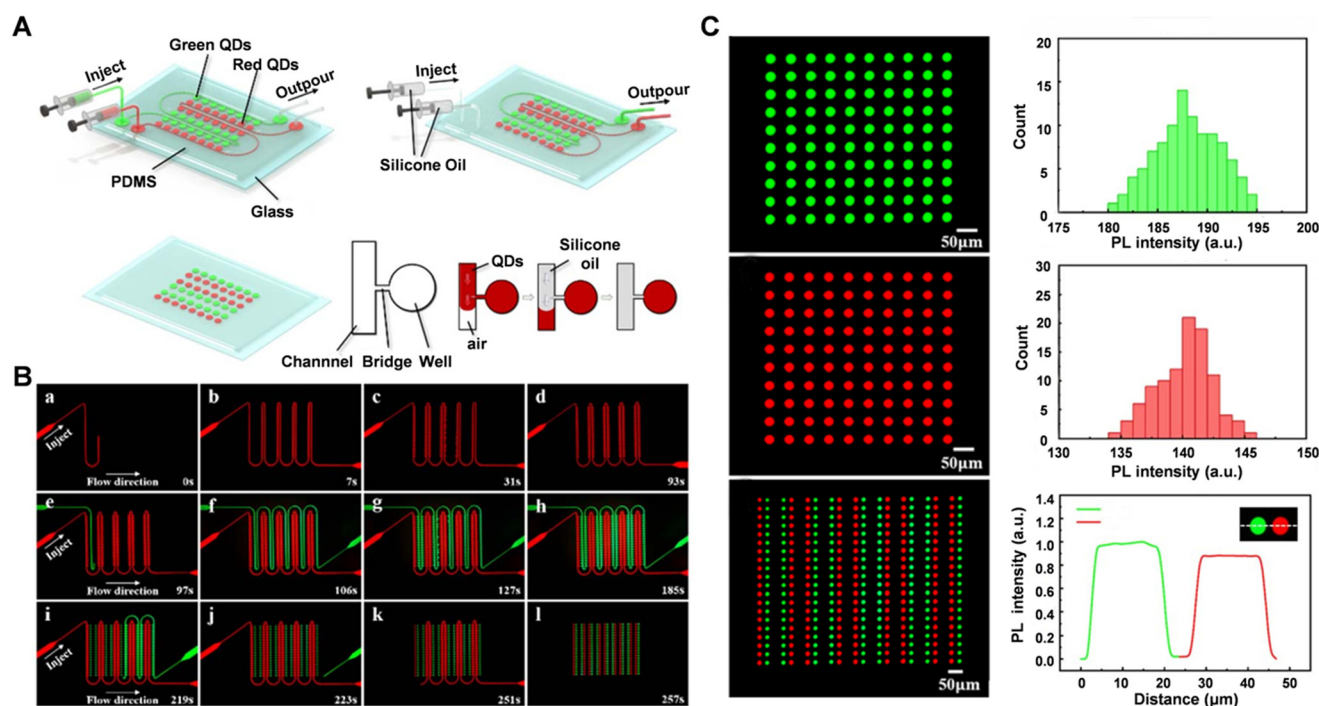 A
Green QDs
Red QDs
Inject
Outpour
PDMS
Glass
Inject
Outpour
Silicone Oil
Channnel Bridge Well
QDs
Silicone
oil
air
B
a
Inject
Flow direction
0s
b
7s
c
31s
d
93s
e
Inject
Flow direction
97s
f
106s
g
127s
h
185s
i
Inject
Flow direction
219s
j
223s
k
251s
l
257s
C
50μm
50μm
50μm
20
15
10
5
0
Count
175 180 185 190 195 200
PL intensity (a.u.)
30
25
20
15
10
5
0
Count
130 135 140 145 150
PL intensity (a.u.)
1.4
1.2
1.0
0.8
0.6
0.4
0.2
0.0
PL intensity (a.u.)
0 10 20 30 40 50
Distance (μm)